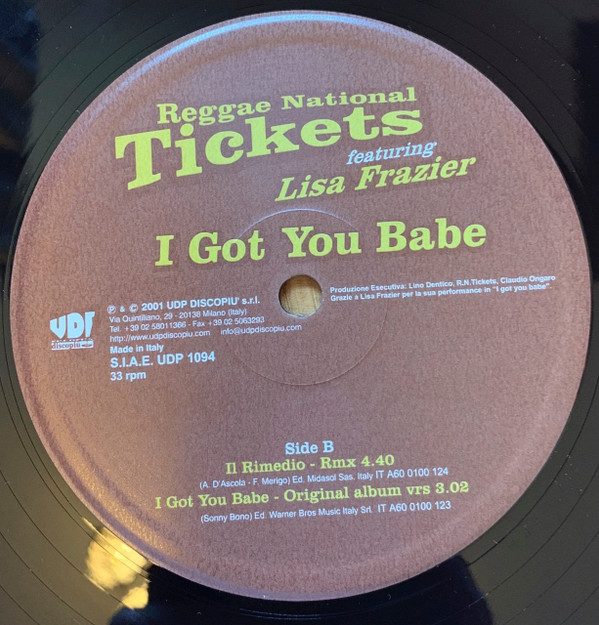 Reggae National
Tickets
featuring
Lisa Frazier
I Got You Babe
Produzione Esecutiva: Lino Dentico, R.N.Tickets, Claudio Ongaro
Grazie a Lisa Frazier per la sua performance in "I got you babe".
UDP
discopiu
℗ & © 2001 UDP DISCOPIU' s.r.l.
Via Quintiliano, 29 - 20138 Milano (Italy)
Tel. +39 02 58011366 - Fax +39 02 5063293
http://www.udpdiscopiu.com info@udpdiscopiu.com
Made in Italy
S.I.A.E. UDP 1094
33 rpm
Side B
Il Rimedio - Rmx 4.40
(A. D'Ascola - F. Merigo) Ed. Midasol Sas. Italy IT A60 0100 124
I Got You Babe - Original album vrs 3.02
(Sonny Bono) Ed. Warner Bros Music Italy Srl. IT A60 0100 123